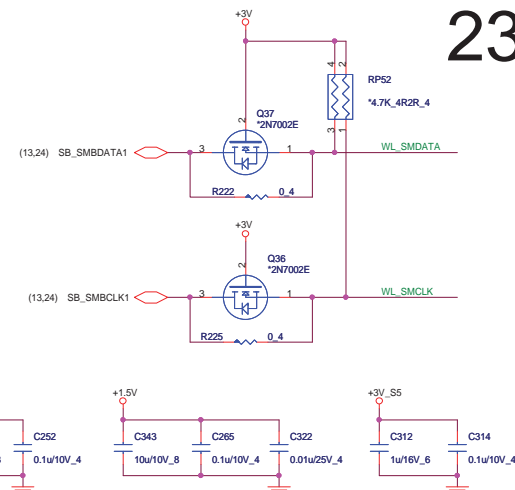 23
+3V
4 2
RP52
*4.7K_4R2R_4
3 1
Q37
*2N7002E
2
(13,24) SB_SMBDATA1 3 1 WL_SMDATA
R222 0_4
+3V
Q36
*2N7002E
2
(13,24) SB_SMBCLK1 3 1 WL_SMCLK
R225 0_4
+1.5V +3V_S5
C252 C343 C265 C322 C312 C314
0.1u/10V_4 10u/10V_8 0.1u/10V_4 0.01u/25V_4 1u/16V_6 0.1u/10V_4